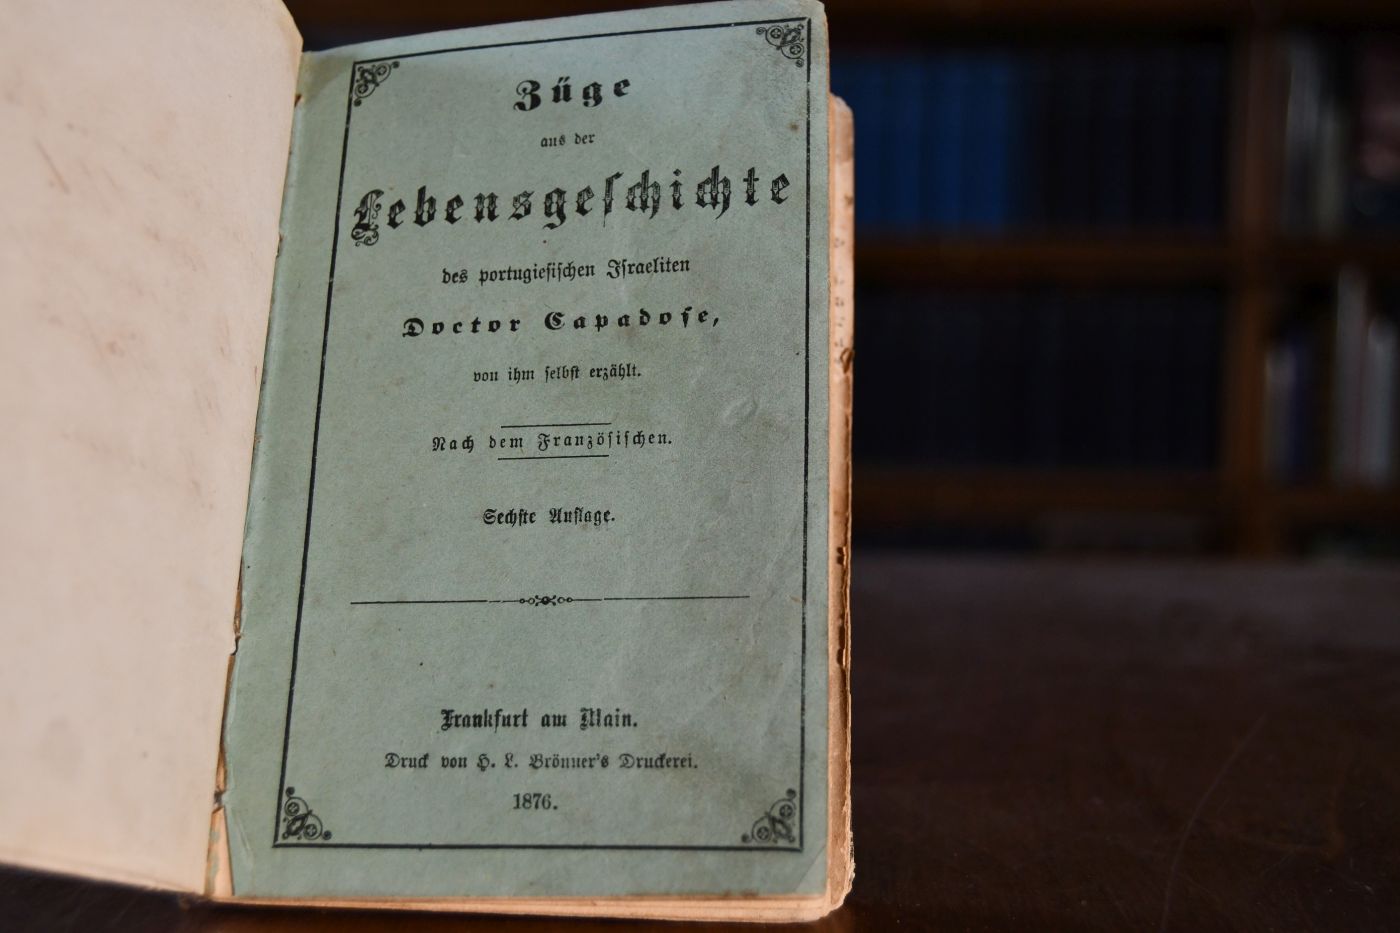 Züge
aus der
Lebensgeschichte
des portugiesischen Israeliten
Doctor Capadose,
von ihm selbst erzählt.
Nach dem Französischen.
Sechste Auflage.
Frankfurt am Main.
Druck von H. L. Brönner's Druckerei.
1876.